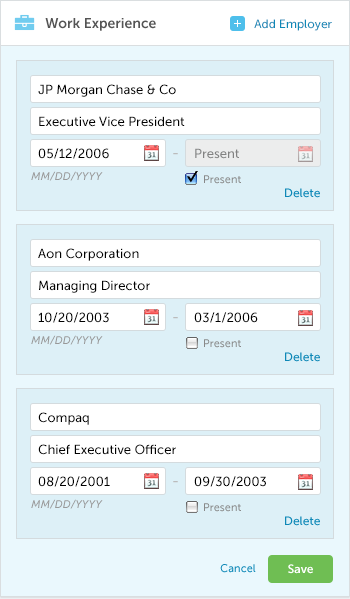 Work Experience Add Employer
JP Morgan Chase & Co
Executive Vice President
05/12/2006 31 - Present 31
MM/DD/YYYY Present
Delete
Aon Corporation
Managing Director
10/20/2003 31 - 03/1/2006 31
MM/DD/YYYY Present
Delete
Compaq
Chief Executive Officer
08/20/2001 31 - 09/30/2003 31
MM/DD/YYYY Present
Delete
Cancel Save